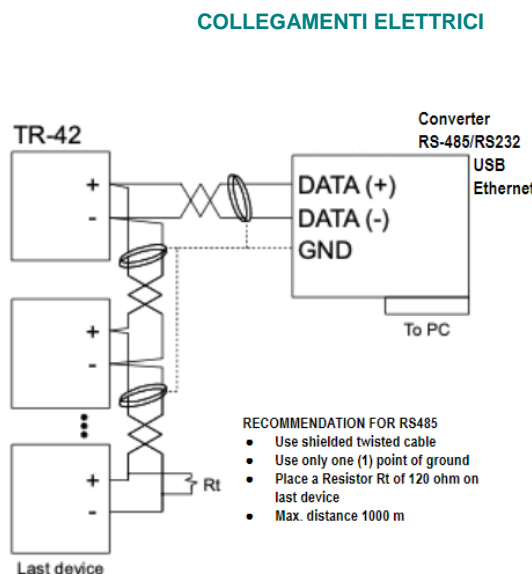 COLLEGAMENTI ELETTRICI
Converter
RS-485/RS232
USB
Ethernet
TR-42
+
-
DATA (+)
DATA (-)
GND
To PC
+
-
RECOMMENDATION FOR RS485
● Use shielded twisted cable
● Use only one (1) point of ground
● Place a Resistor Rt of 120 ohm on
last device
● Max. distance 1000 m
+
-
Rt
Last device